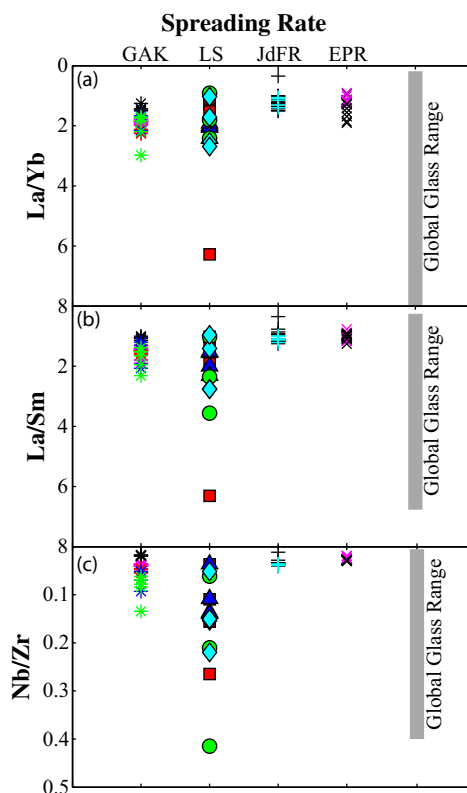 Spreading Rate
GAK LS JdFR EPR
0
(a)
2
La/Yb
4
6
Global Glass Range
8
(b)
2
La/Sm
4
6
Global Glass Range
8
(c)
0.1
0.2
Nb/Zr
0.3
0.4
Global Glass Range
0.5